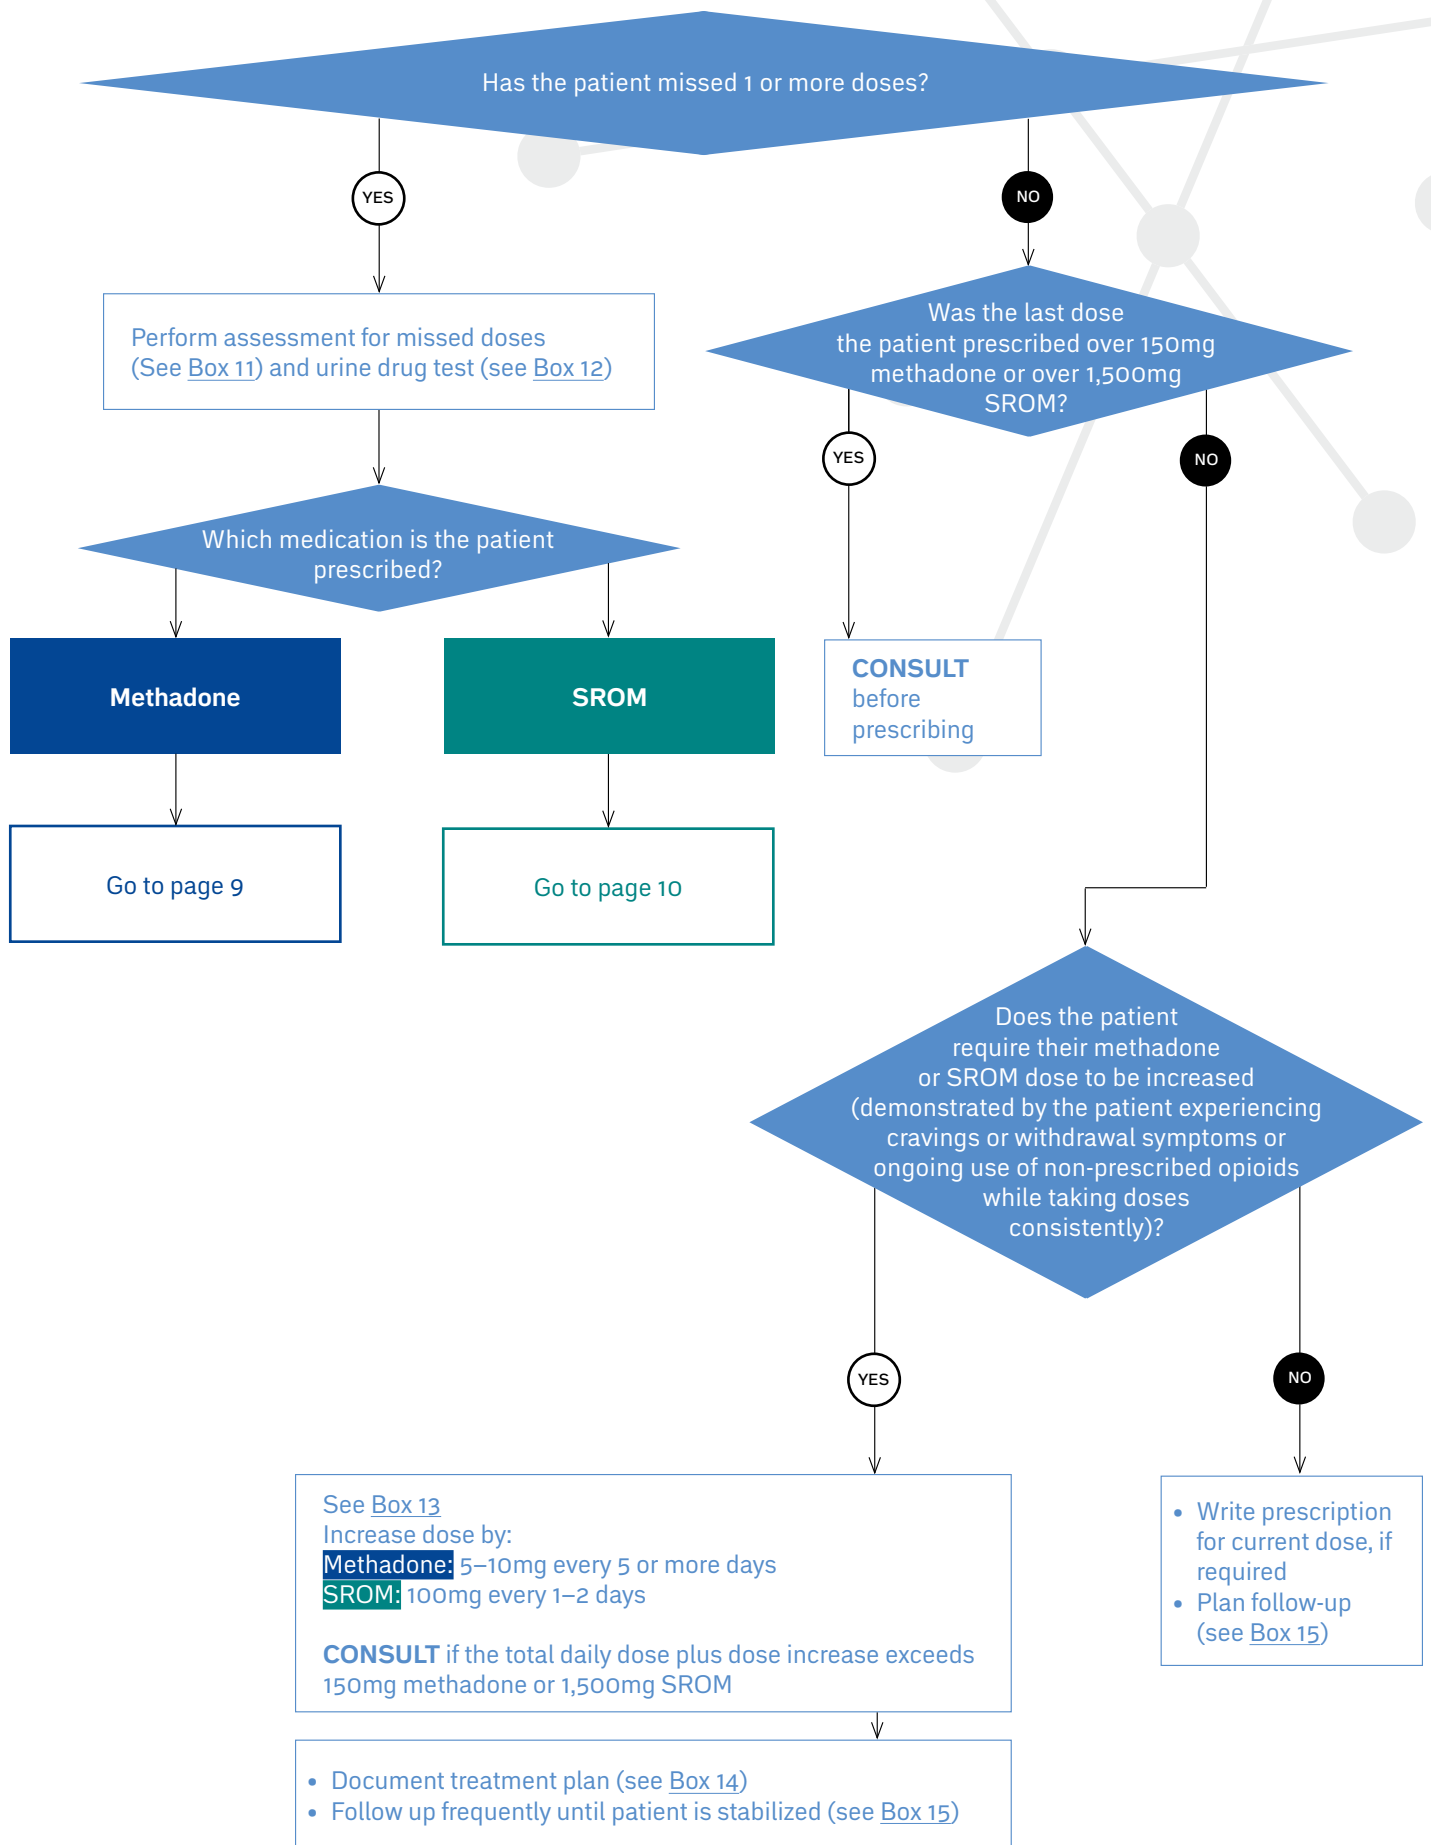 Has the patient missed 1 or more doses?
YES
NO
Perform assessment for missed doses
(See Box 11) and urine drug test (see Box 12)
Was the last dose
the patient prescribed over 150mg
methadone or over 1,500mg
SROM?
YES
NO
Which medication is the patient
prescribed?
Methadone
SROM
CONSULT
before
prescribing
Go to page 9
Go to page 10
Does the patient
require their methadone
or SROM dose to be increased
(demonstrated by the patient experiencing
cravings or withdrawal symptoms or
ongoing use of non-prescribed opioids
while taking doses
consistently)?
YES
NO
See Box 13
Increase dose by:
Methadone: 5–10mg every 5 or more days
SROM: 100mg every 1–2 days
CONSULT if the total daily dose plus dose increase exceeds
150mg methadone or 1,500mg SROM
• Write prescription
for current dose, if
required
• Plan follow-up
(see Box 15)
• Document treatment plan (see Box 14)
• Follow up frequently until patient is stabilized (see Box 15)